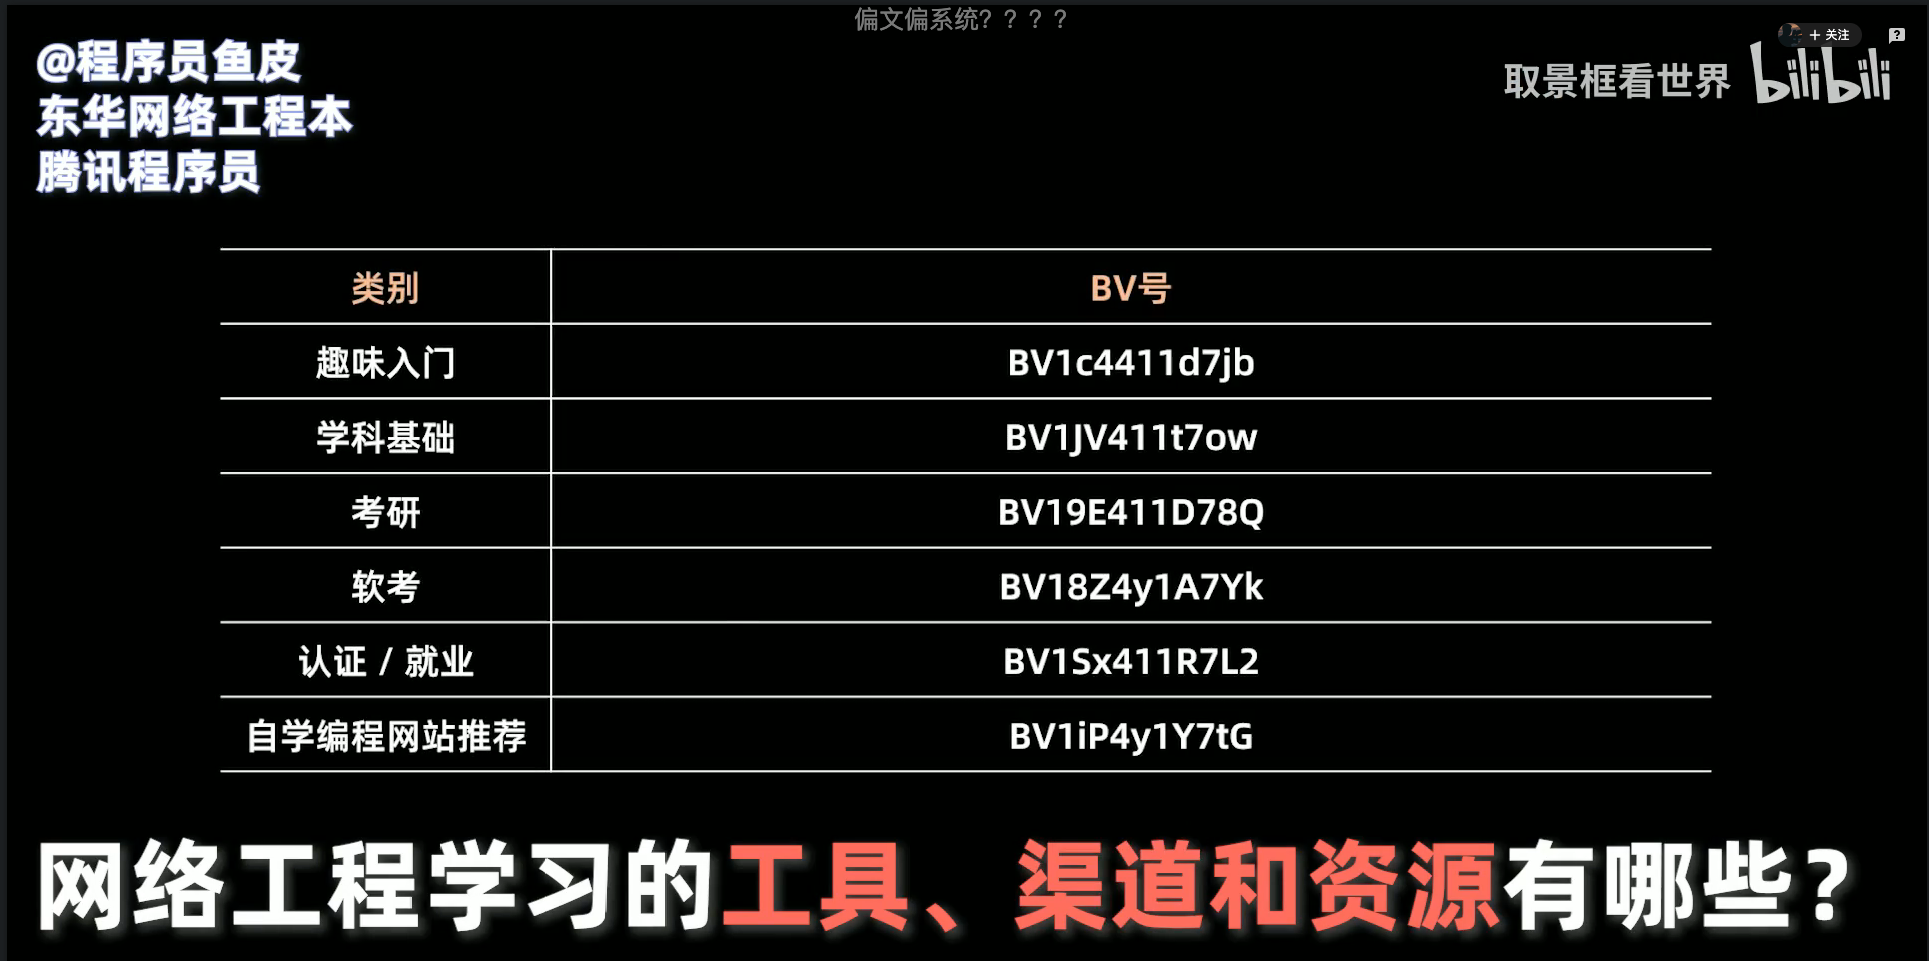 偏文偏系统？？？？
@程序员鱼皮
东华网络工程本
腾讯程序员
+ 关注
取景框看世界 bilibili
类别 BV号
趣味入门 BV1c4411d7jb
学科基础 BV1JV411t7ow
考研 BV19E411D78Q
软考 BV18Z4y1A7Yk
认证 / 就业 BV1Sx411R7L2
自学编程网站推荐 BV1iP4y1Y7tG
网络工程学习的工具、渠道和资源有哪些？